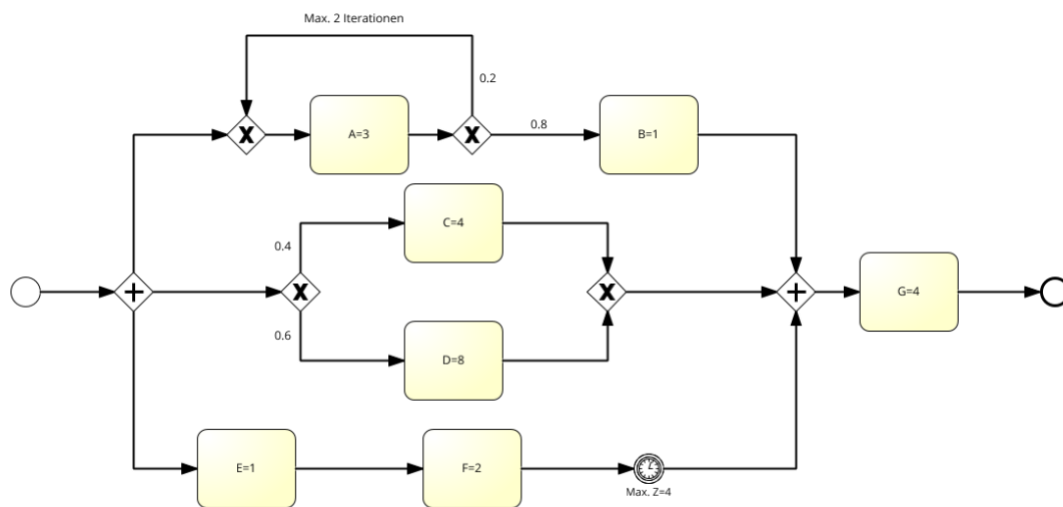 Max. 2 Iterationen
0.2
A=3
0.8
B=1
C=4
0.4
G=4
0.6
D=8
E=1
F=2
Max. Z=4